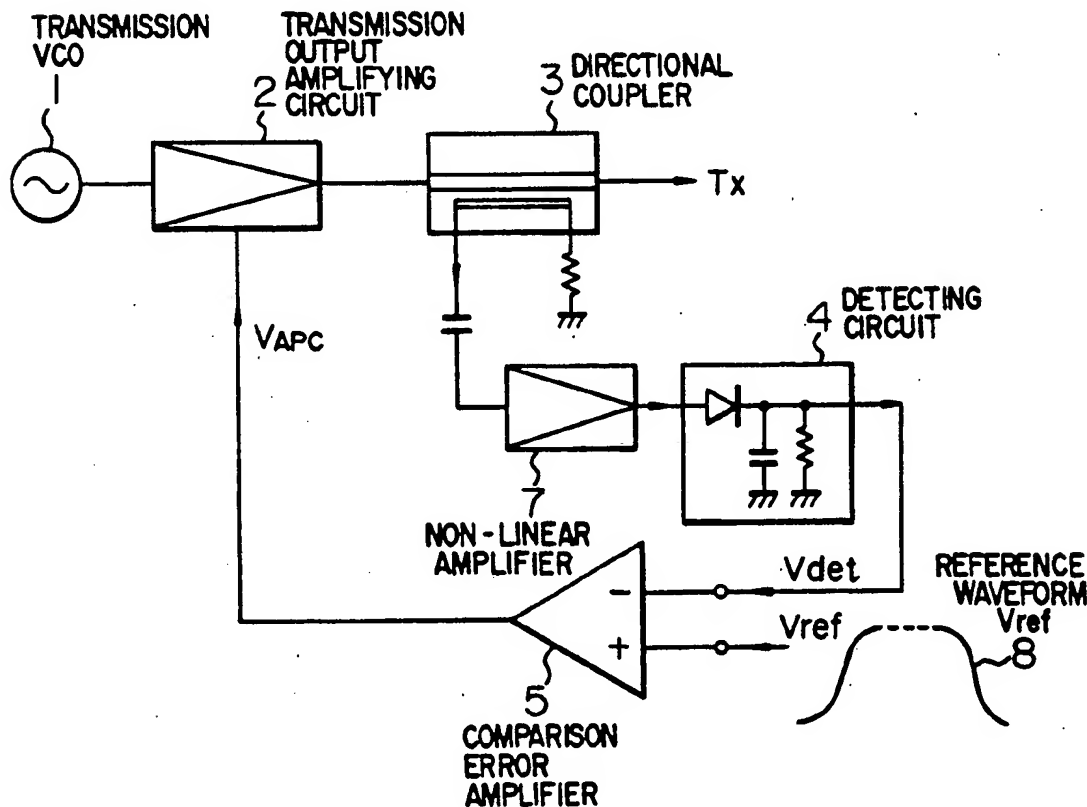 TRANSMISSION
VCO
1
TRANSMISSION
OUTPUT
AMPLIFYING
CIRCUIT
2
3 DIRECTIONAL
COUPLER
Tx
VAPC
4 DETECTING
CIRCUIT
7
NON-LINEAR
AMPLIFIER
-
+
Vdet
Vref
REFERENCE
WAVEFORM
Vref
8
5
COMPARISON
ERROR
AMPLIFIER